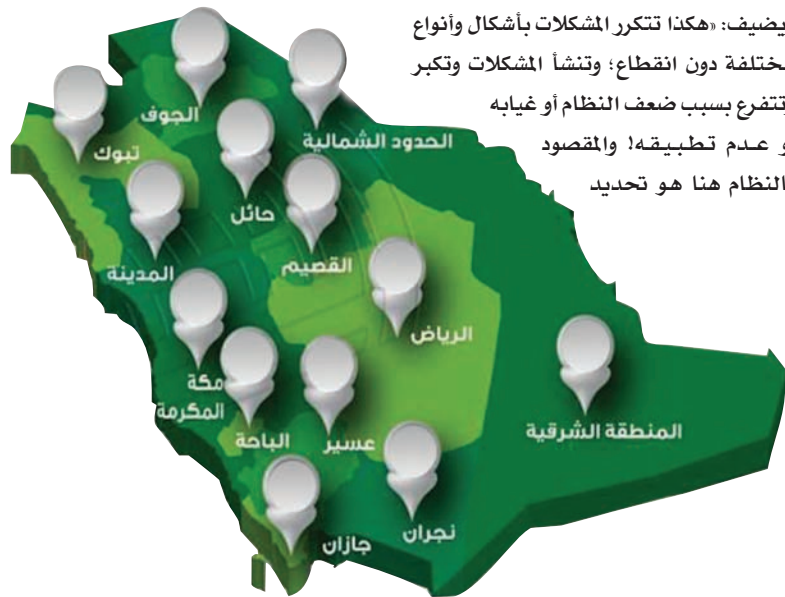 يضيف: «هكذا تتكرر المشكلات بأشكال وأنواع
ختلفة دون انقطاع؛ وتنشأ المشكلات وتكبر
تتفرع بسبب ضعف النظام أو غيابه
و عدم تطبيقه! والمقصود
النظام هنا هو تحديد
الجوف
الحدود الشمالية
تبوك
حائل
المدينة
القصيم
الرياض
مكة
المكرمة
الباحة
عسير
المنطقة الشرقية
نجران
جازان